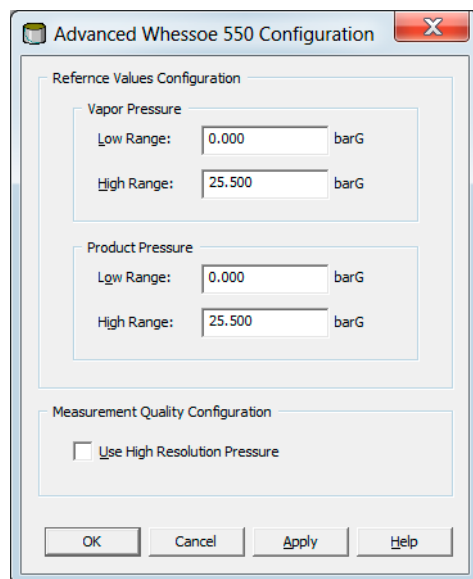 Advanced Whessoe 550 Configuration
Refernce Values Configuration
Vapor Pressure
Low Range: 0.000 barG
High Range: 25.500 barG
Product Pressure
Low Range: 0.000 barG
High Range: 25.500 barG
Measurement Quality Configuration
Use High Resolution Pressure
OK Cancel Apply Help